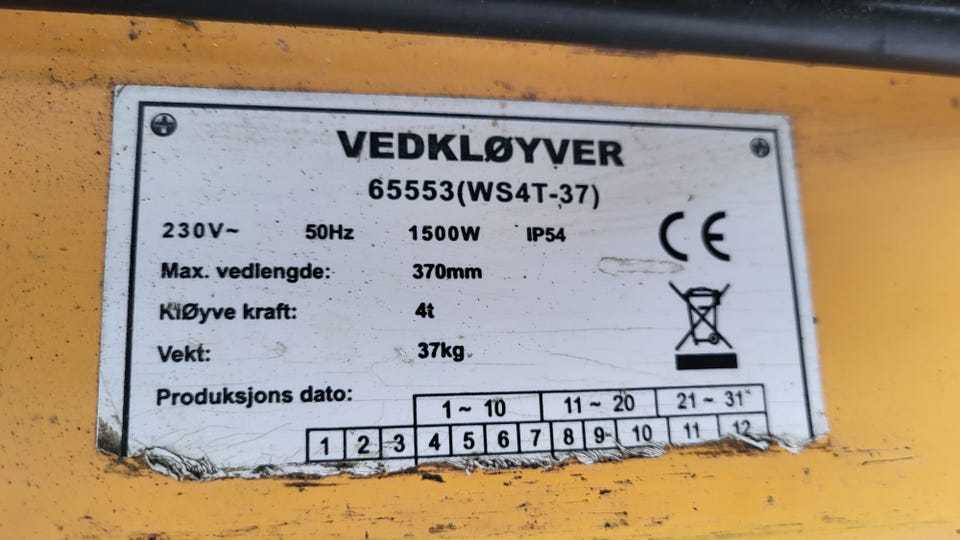 VEDKLØYVER
65553(WS4T-37)
230V~ 50Hz 1500W IP54
CE
Max. vedlengde: 370mm
KlØyve kraft: 4t
Vekt: 37kg
Produksjons dato:
1~ 10 11 ~ 20 21 ~ 31
1 2 3 4 5 6 7 8 9 10 11 12